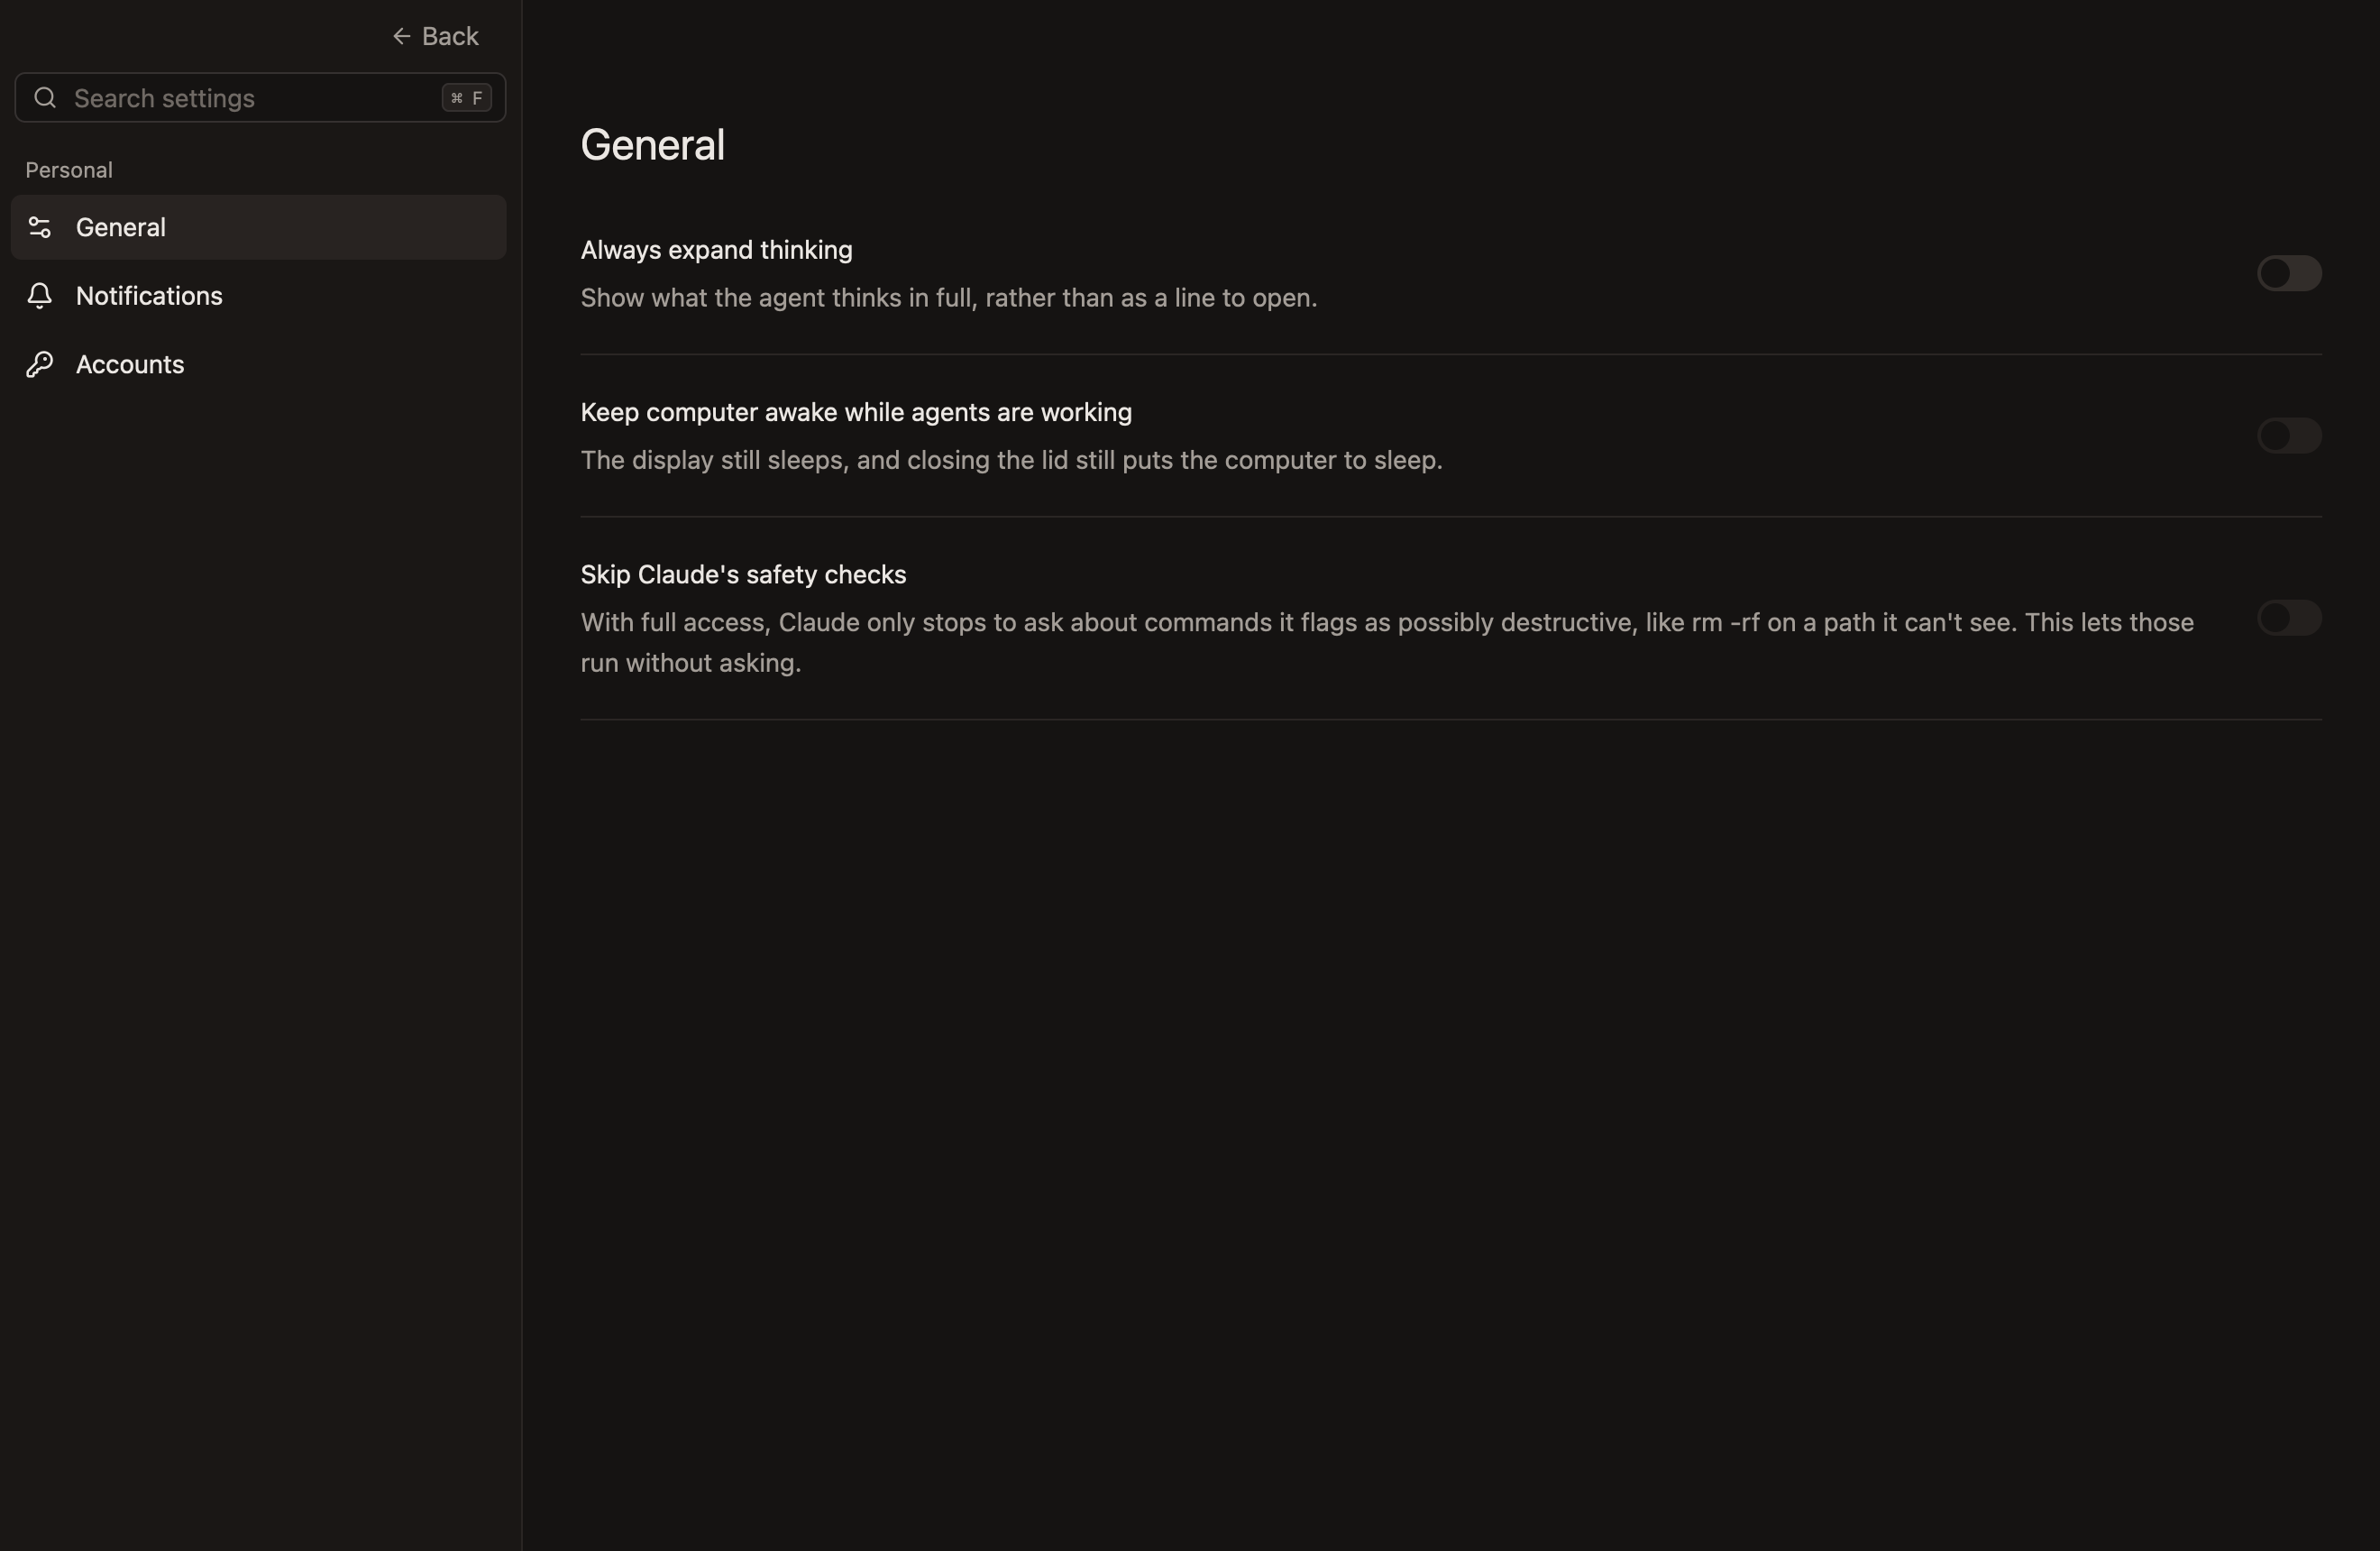 Back
Search settings
⌘ F
Personal
General
Notifications
Accounts
General
Always expand thinking
Show what the agent thinks in full, rather than as a line to open.
Keep computer awake while agents are working
The display still sleeps, and closing the lid still puts the computer to sleep.
Skip Claude's safety checks
With full access, Claude only stops to ask about commands it flags as possibly destructive, like rm -rf on a path it can't see. This lets those
run without asking.